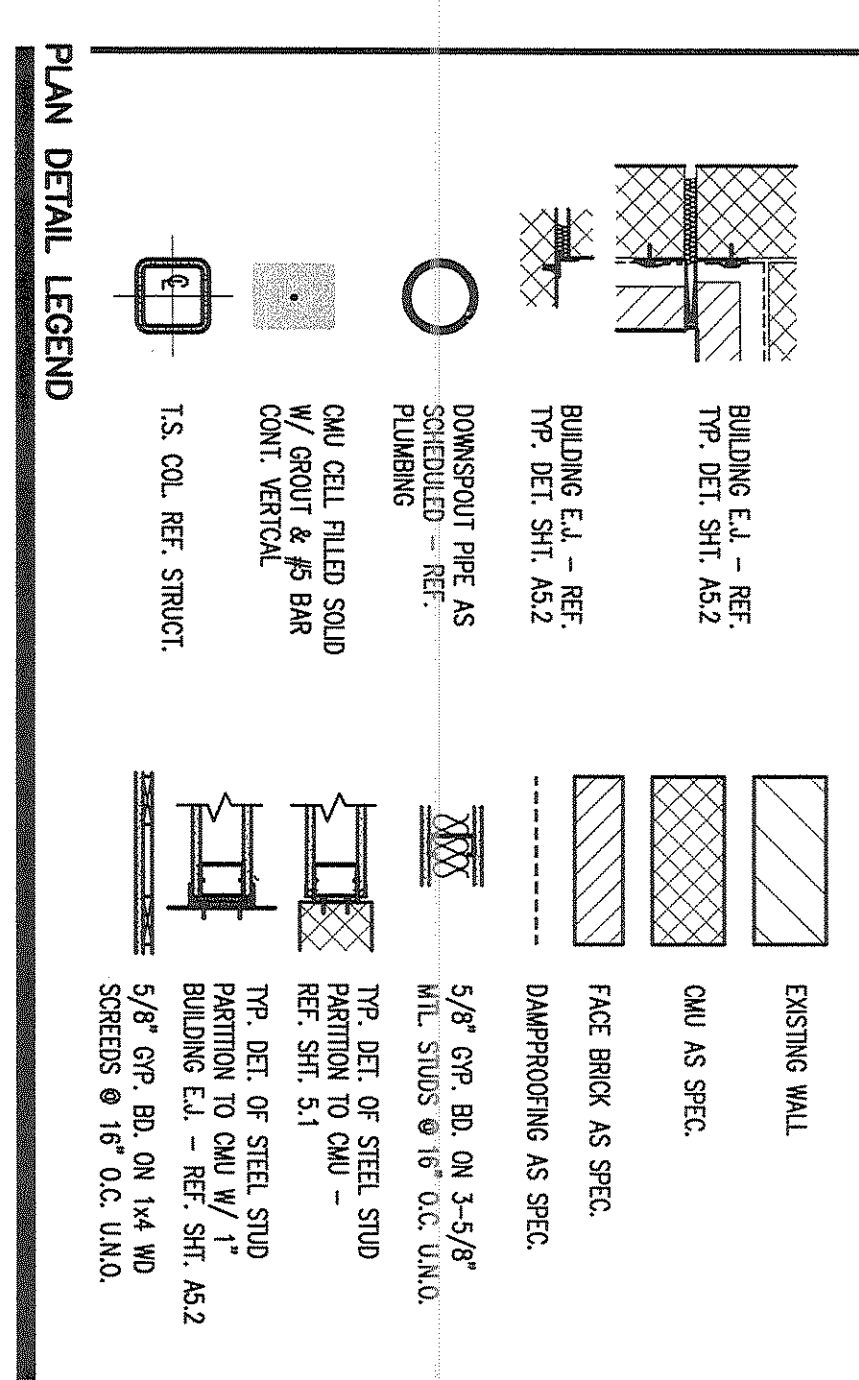 BUILDING E.J. – REF.
TYP. DET. SHT. A5.2
BUILDING E.J. – REF.
TYP. DET. SHT. A5.2
DOWNSPOUT PIPE AS
SCHEDULED – REF.
PLUMBING
CMU CELL FILLED SOLID
W/ GROUT & #5 BAR
CONT. VERTCAL
℄
T.S. COL. REF. STRUCT.
EXISTING WALL
CMU AS SPEC.
FACE BRICK AS SPEC.
DAMPPROOFING AS SPEC.
5/8" GYP. BD. ON 3-5/8"
MTL. STUDS @ 16" O.C. U.N.O.
TYP. DET. OF STEEL STUD
PARTITION TO CMU –
REF. SHT. 5.1
TYP. DET. OF STEEL STUD
PARTITION TO CMU W/ 1"
BUILDING E.J. – REF. SHT. A5.2
5/8" GYP. BD. ON 1x4 WD
SCREEDS @ 16" O.C. U.N.O.
PLAN DETAIL LEGEND